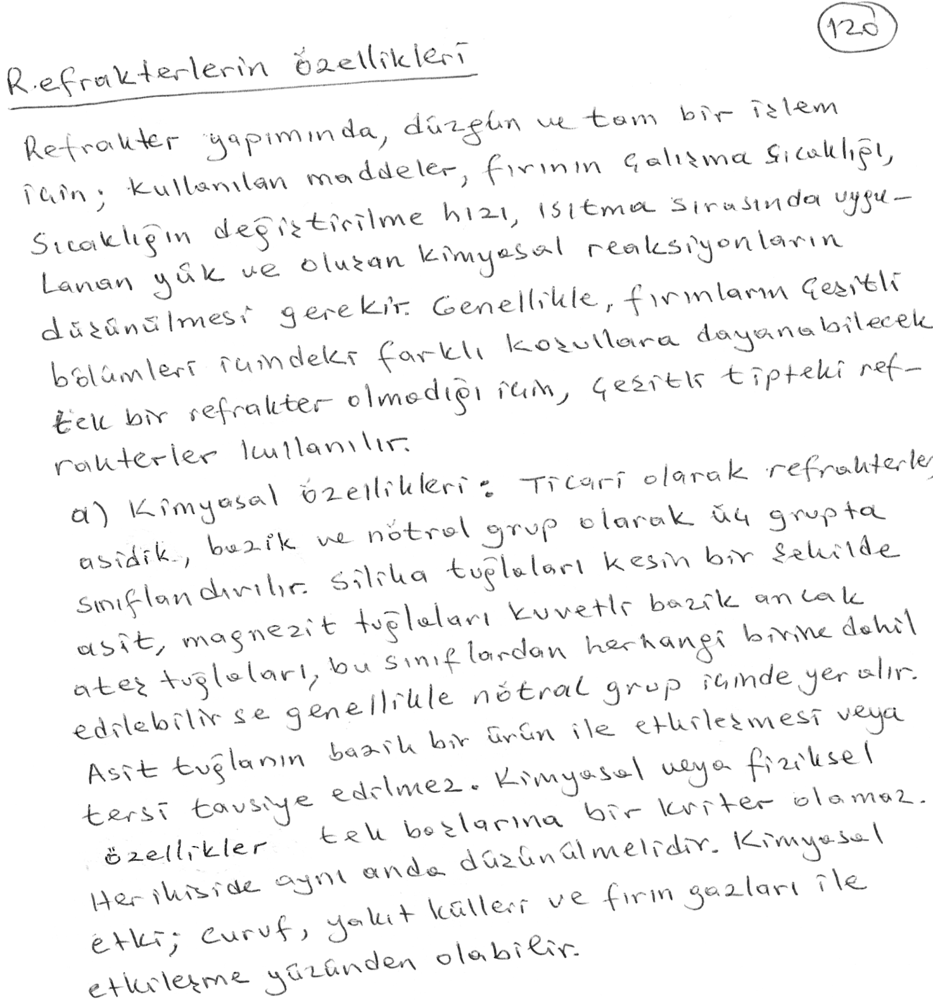 120
Refrakterlerin özellikleri
Refrakter yapımında, düzgün ve tam bir işlem
için; kullanılan maddeler, fırının çalışma sıcaklığı,
Sıcaklığın değiştirilme hızı, ısıtma sırasında uygu-
lanan yük ve oluşan kimyasal reaksiyonların
düşünülmesi gerekir. Genellikle, fırınların çeşitli
bölümleri içindeki farklı koşullara dayanabilecek
tek bir refrakter olmadığı için, çeşitli tipteki ref-
rakterler kullanılır.
a) Kimyasal özellikleri: Ticari olarak refrakterler
asidik, bazik ve nötral grup olarak üç grupta
sınıflandırılır. Silika tuğlaları kesin bir şekilde
asit, magnezit tuğlaları kuvetli bazik ancak
ateş tuğlaları, bu sınıflardan herhangi birine dahil
edilebilirse genellikle nötral grup içinde yer alır.
Asit tuğlanın bazik bir ürün ile etkileşmesi veya
tersi tavsiye edilmez. Kimyasal veya fiziksel
özellikler tek başlarına bir kriter olamaz.
Her ikiside aynı anda düşünülmelidir. Kimyasal
etki; curuf, yakıt külleri ve fırın gazları ile
etkileşme yüzünden olabilir.